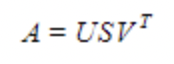 A = USV^T